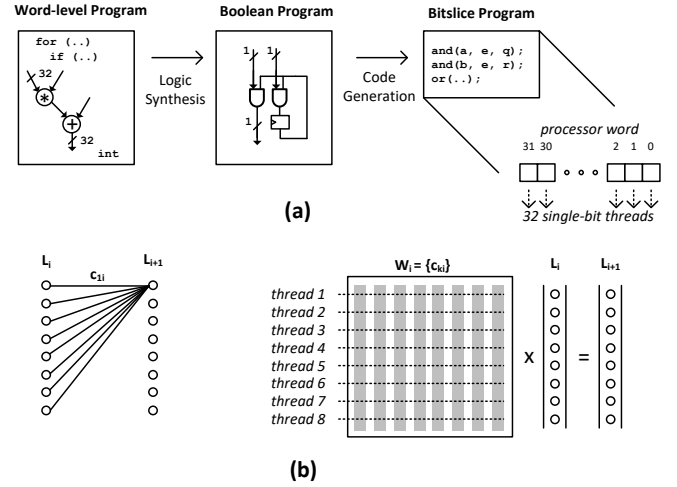 Word-level Program
Boolean Program
Bitslice Program
for (..)
if (..)
32
*
+
32
int
Logic
Synthesis
1
1
1
Code
Generation
and(a, e, q);
and(b, e, r);
or(..);
processor word
31 30 2 1 0
32 single-bit threads
(a)
Li
Li+1
c1i
Wi = {cki}
Li
Li+1
thread 1
thread 2
thread 3
thread 4
thread 5
thread 6
thread 7
thread 8
x
=
(b)